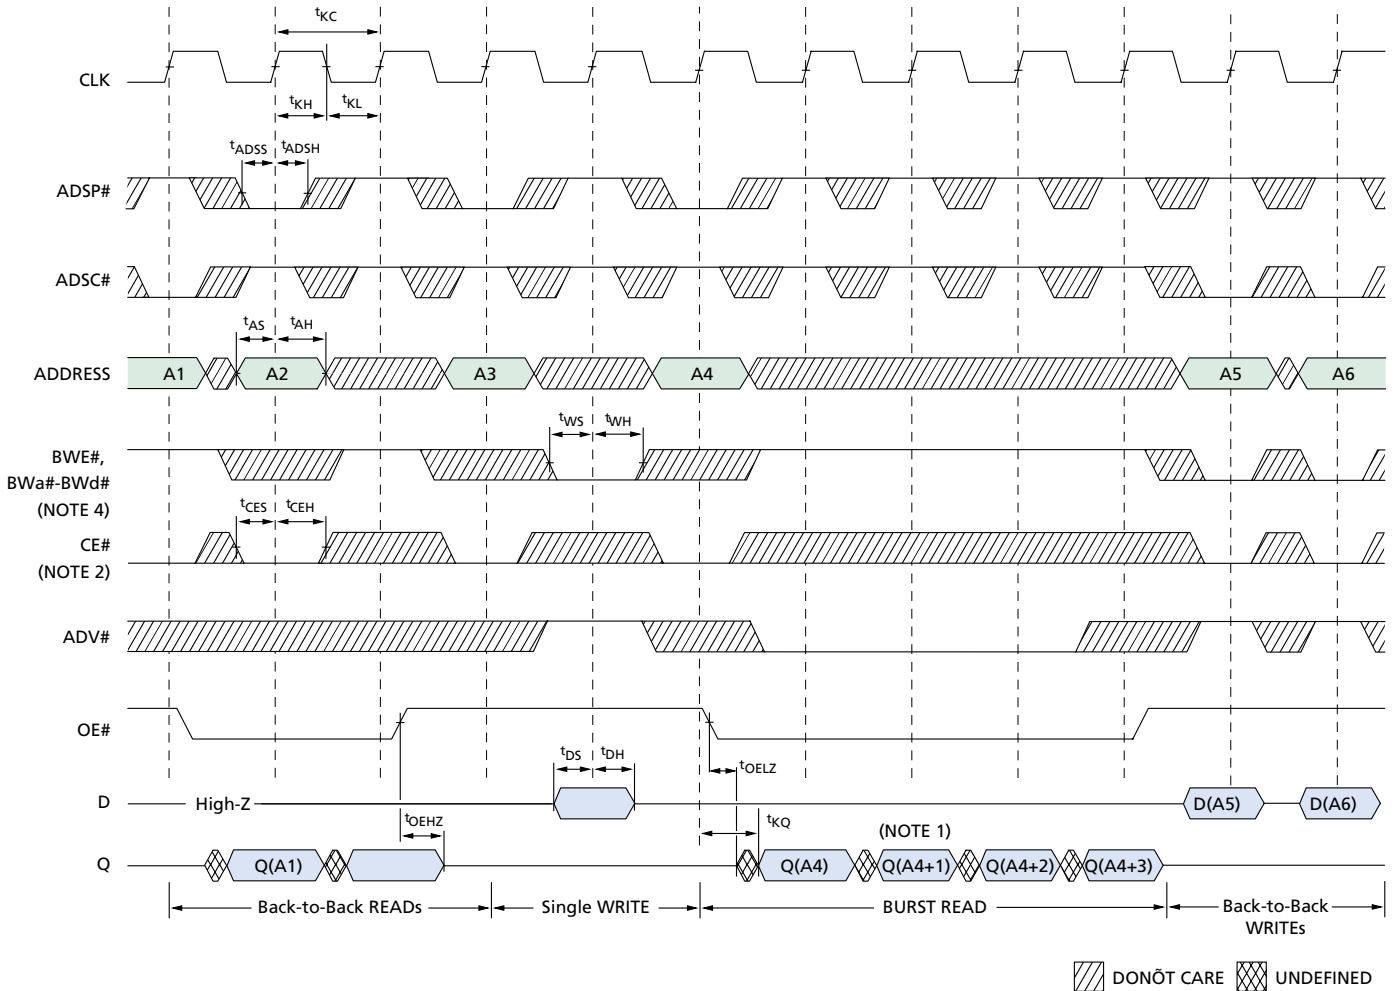 tKC
CLK
tKH
tKL
tADSS
tADSH
ADSP#
ADSC#
tAS
tAH
ADDRESS
A1
A2
A3
A4
A5
A6
tWS
tWH
BWE#,
BWa#-BWd#
(NOTE 4)
tCES
tCEH
CE#
(NOTE 2)
ADV#
OE#
tDS
tDH
tOELZ
D
High-Z
D(A5)
D(A6)
tOEHZ
tKQ
(NOTE 1)
Q
Q(A1)
Q(A4)
Q(A4+1)
Q(A4+2)
Q(A4+3)
Back-to-Back READs
Single WRITE
BURST READ
Back-to-Back
WRITEs
DONÕT CARE
UNDEFINED